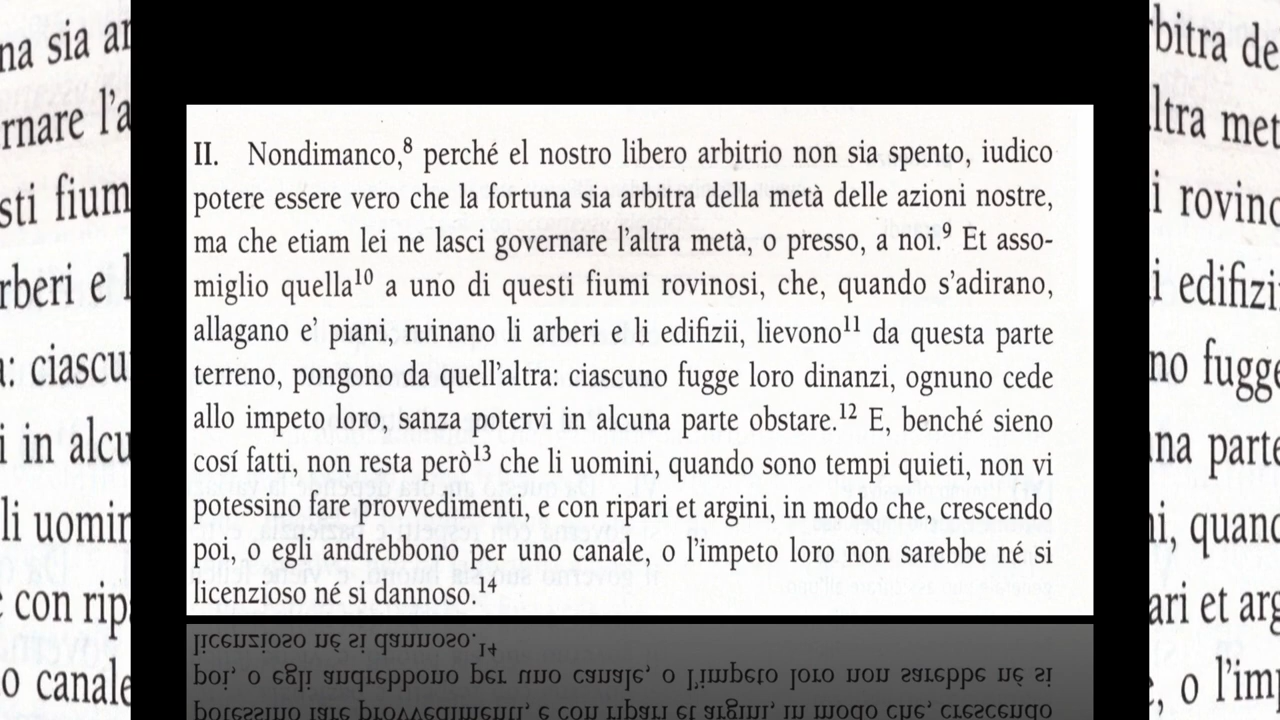 II. Nondimanco,⁸ perché el nostro libero arbitrio non sia spento, iudico
potere essere vero che la fortuna sia arbitra della metà delle azioni nostre,
ma che etiam lei ne lasci governare l'altra metà, o presso, a noi.⁹ Et asso-
miglio quella¹⁰ a uno di questi fiumi rovinosi, che, quando s'adirano,
allagano e' piani, ruinano li arberi e li edifizii, lievono¹¹ da questa parte
terreno, pongono da quell'altra: ciascuno fugge loro dinanzi, ognuno cede
allo impeto loro, sanza potervi in alcuna parte obstare.¹² E, benché sieno
cosí fatti, non resta però¹³ che li uomini, quando sono tempi quieti, non vi
potessino fare provvedimenti, e con ripari et argini, in modo che, crescendo
poi, o egli andrebbono per uno canale, o l'impeto loro non sarebbe né si
licenzioso né si dannoso.¹⁴